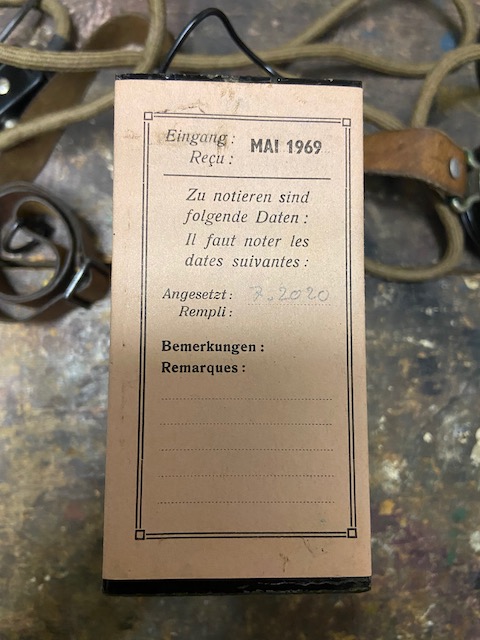 Eingang: MAI 1969
Reçu:
Zu notieren sind
folgende Daten:
Il faut noter les
dates suivantes:
Angesetzt: 7.2020
Rempli:
Bemerkungen:
Remarques: